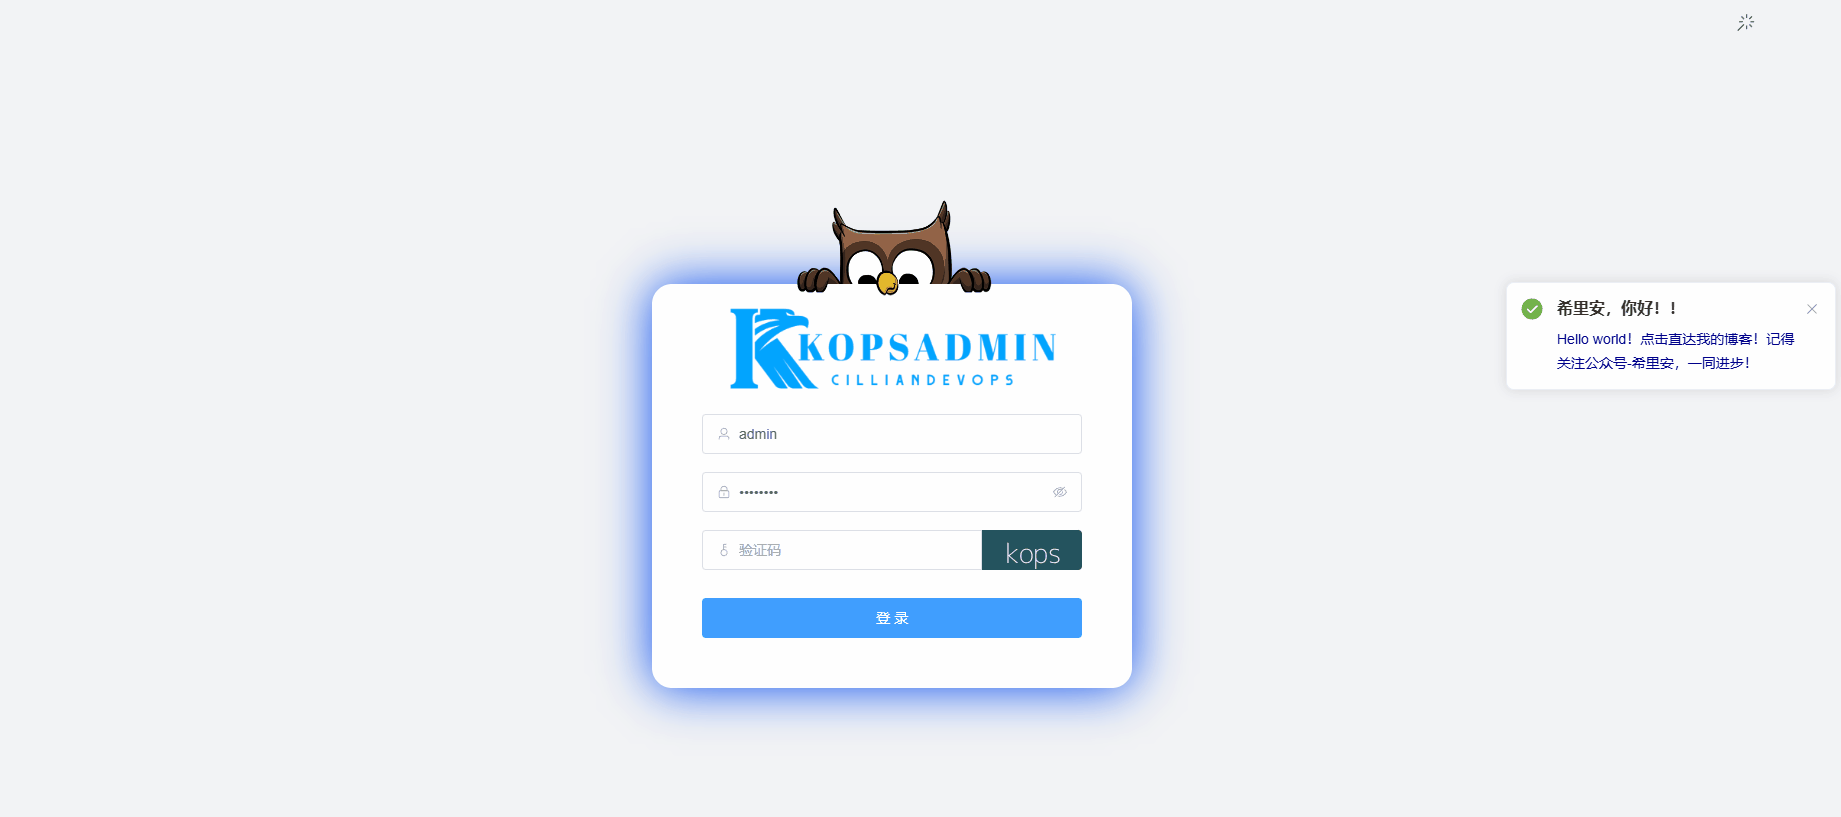 KOPSADMIN
CILLIANDEVOPS
admin
••••••••
验证码
kops
登 录
希里安，你好！！
Hello world！点击直达我的博客！记得
关注公众号-希里安，一同进步！